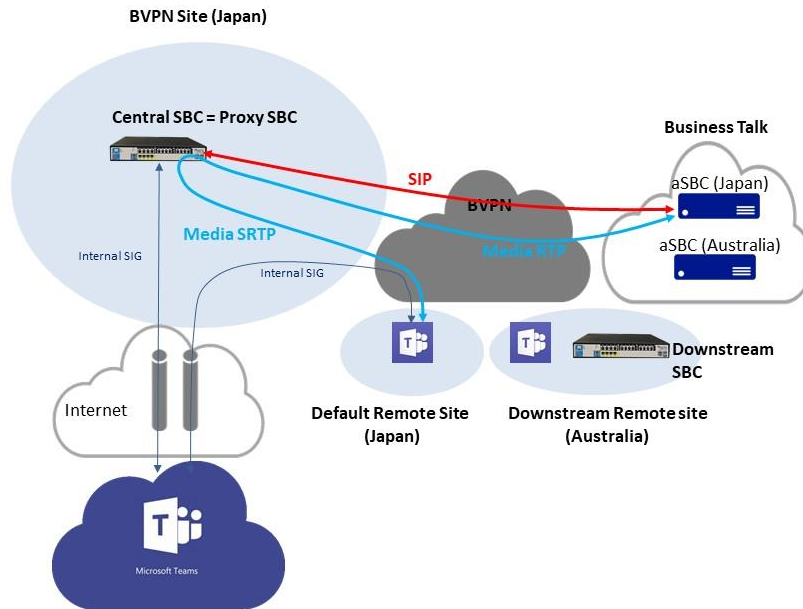 BVPN Site (Japan)
Central SBC = Proxy SBC
Business Talk
SIP
aSBC (Japan)
BVPN
Media SRTP
Media RTP
aSBC (Australia)
Internal SIG
Internal SIG
T
T
Downstream
SBC
Internet
Default Remote Site
(Japan)
Downstream Remote site
(Australia)
T
Microsoft Teams